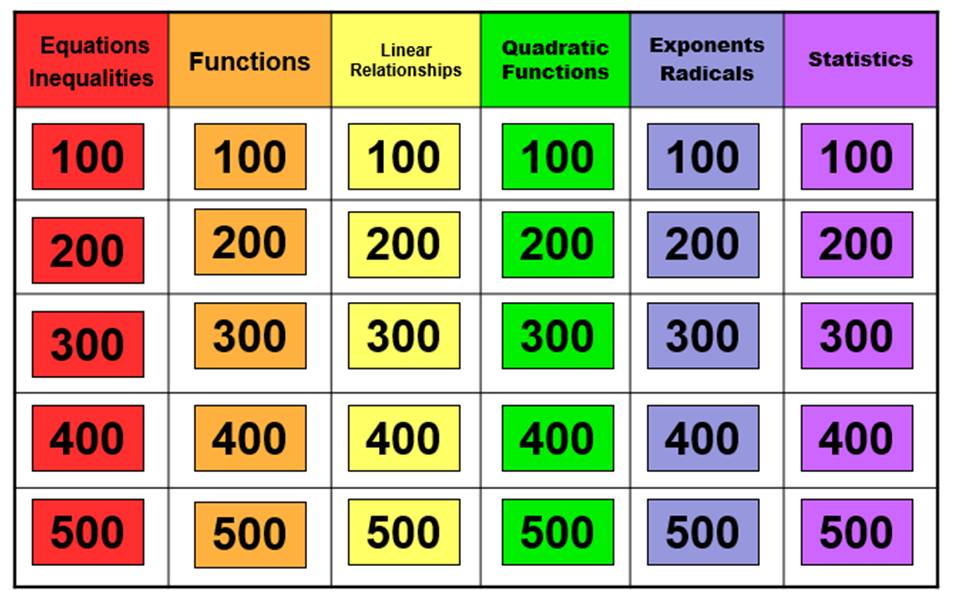 Equations
Inequalities
Functions
Linear
Relationships
Quadratic
Functions
Exponents
Radicals
Statistics
100 100 100 100 100 100
200 200 200 200 200 200
300 300 300 300 300 300
400 400 400 400 400 400
500 500 500 500 500 500